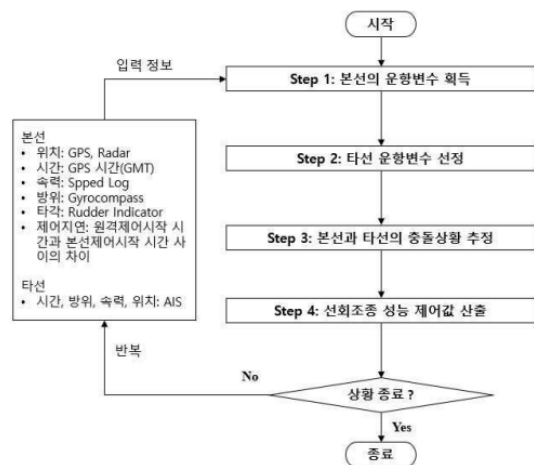 시작
입력 정보
Step 1: 본선의 운항변수 획득
본선
• 위치: GPS, Radar
• 시간: GPS 시간(GMT)
• 속력: Spped Log
• 방위: Gyrocompass
• 타각: Rudder Indicator
• 제어지연: 원격제어시작 시
간과 본선제어시작 시간 사
이의 차이
타선
• 시간, 방위, 속력, 위치: AIS
Step 2: 타선 운항변수 선정
Step 3: 본선과 타선의 충돌상황 추정
Step 4: 선회조종 성능 제어값 산출
반복
No
상황 종료 ?
Yes
종료